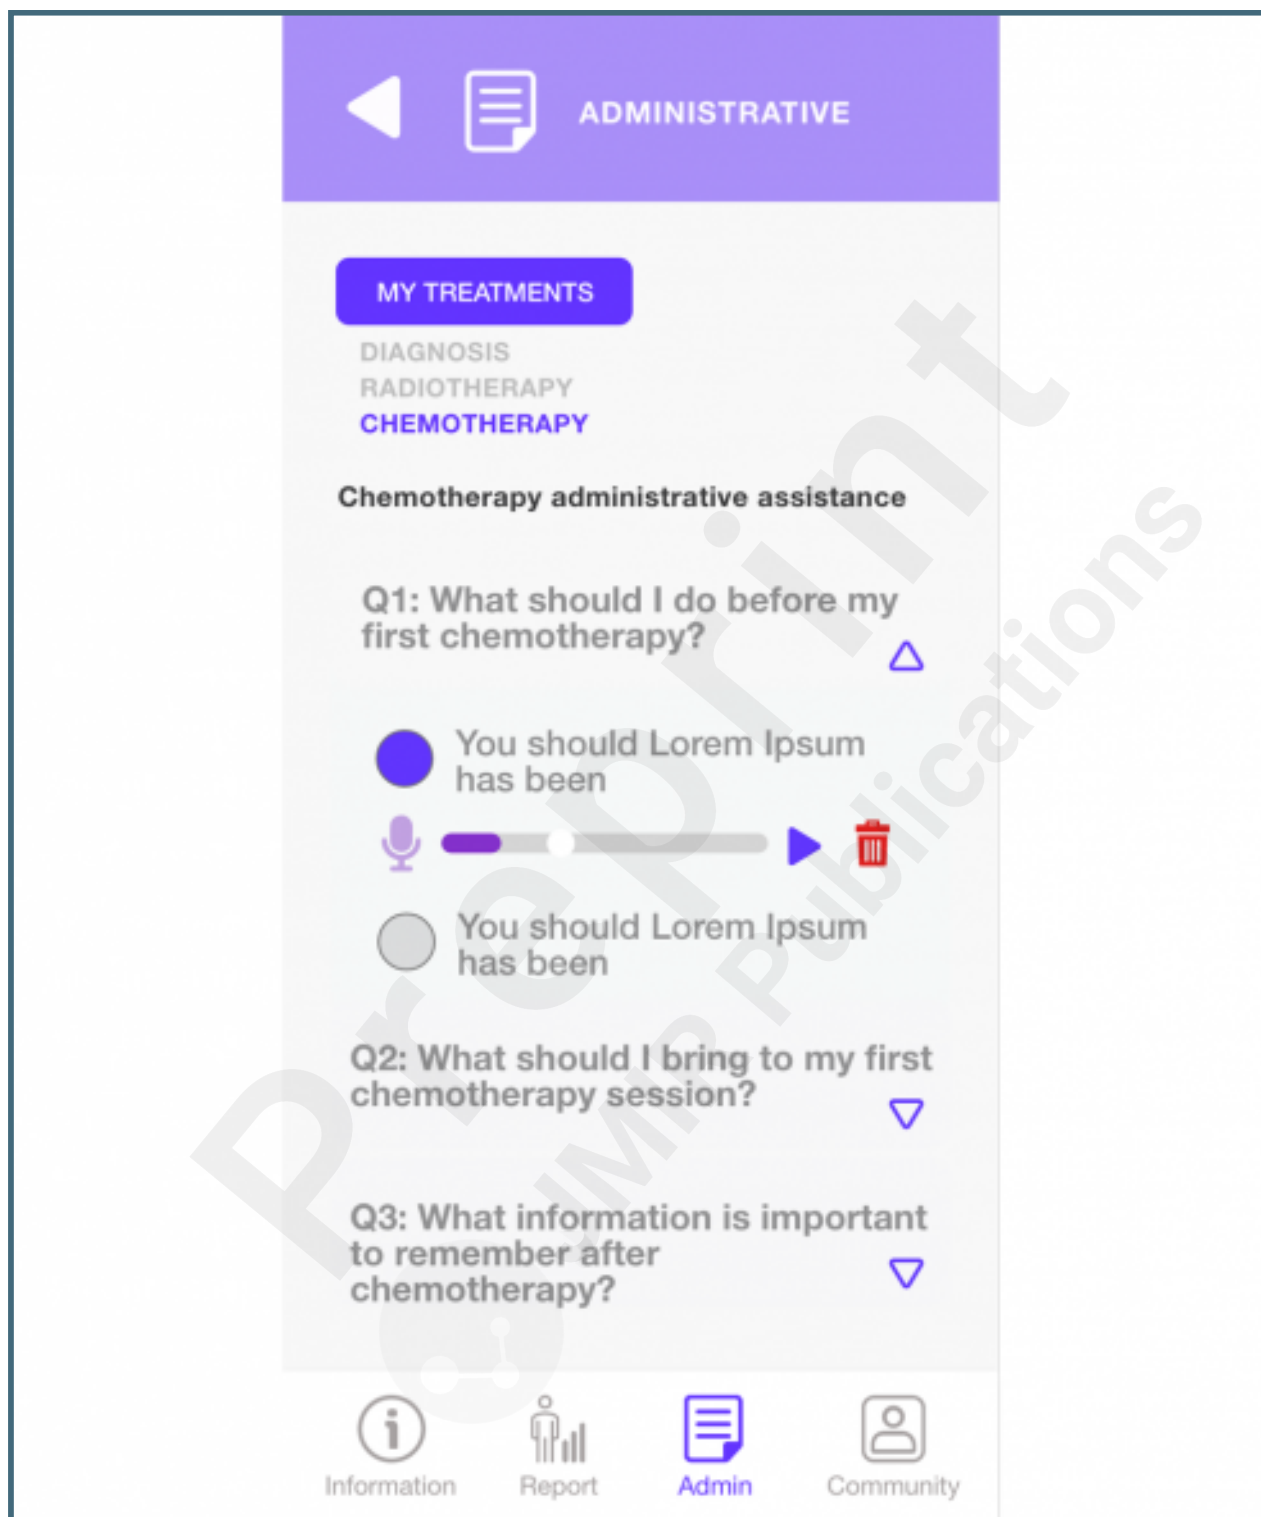 ADMINISTRATIVE
MY TREATMENTS
DIAGNOSIS
RADIOTHERAPY
CHEMOTHERAPY
Chemotherapy administrative assistance
Q1: What should I do before my
first chemotherapy?
You should Lorem Ipsum
has been
You should Lorem Ipsum
has been
Q2: What should I bring to my first
chemotherapy session?
Q3: What information is important
to remember after
chemotherapy?
Information
Report
Admin
Community
Preprint
JMIR Publications